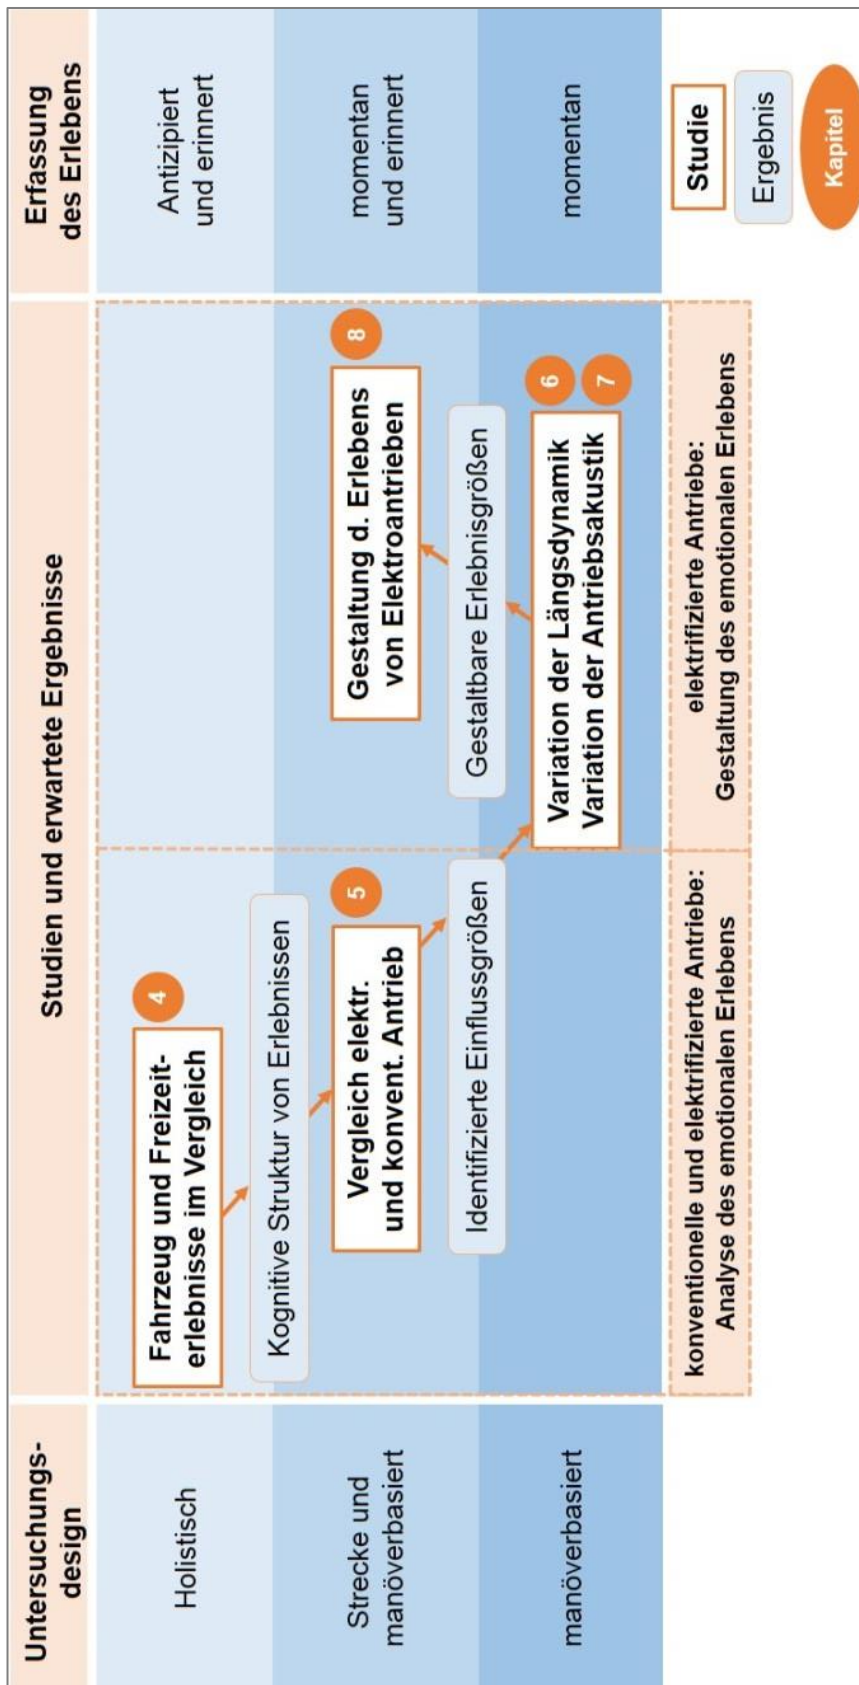 Untersuchungs-
design
Studien und erwartete Ergebnisse
Erfassung
des Erlebens
Holistisch
Fahrzeug und Freizeit-
erlebnisse im Vergleich
4
Antizipiert
und erinnert
Kognitive Struktur von Erlebnissen
Strecke und
manöverbasiert
Vergleich elektr.
und konvent. Antrieb
5
Gestaltung d. Erlebens
von Elektroantrieben
8
momentan
und erinnert
Identifizierte Einflussgrößen
Gestaltbare Erlebnisgrößen
manöverbasiert
Variation der Längsdynamik
Variation der Antriebsakustik
6
7
momentan
konventionelle und elektrifizierte Antriebe:
Analyse des emotionalen Erlebens
elektrifizierte Antriebe:
Gestaltung des emotionalen Erlebens
Studie
Ergebnis
Kapitel